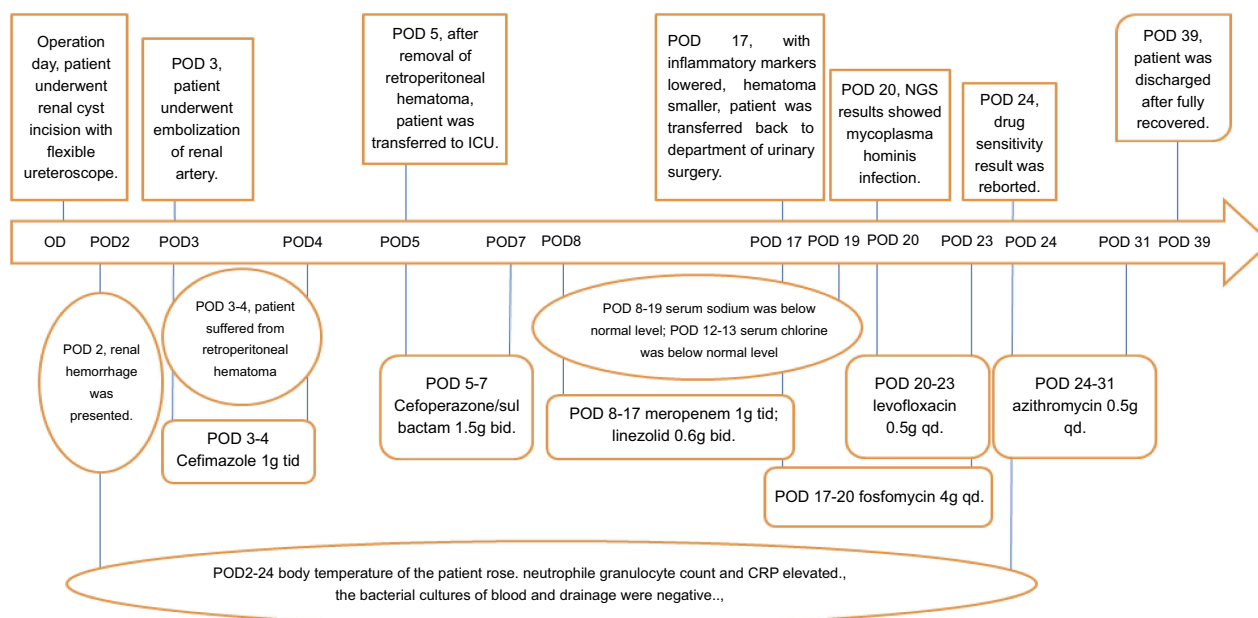 Operation
day, patient
underwent
renal cyst
incision with
flexible
ureteroscope.
POD 3,
patient
underwent
embolization
of renal
artery.
POD 5, after
removal of
retroperitoneal
hematoma,
patient was
transferred to ICU.
POD 17, with
inflammatory markers
lowered, hematoma
smaller, patient was
transferred back to
department of urinary
surgery.
POD 20, NGS
results showed
mycoplasma
hominis
infection.
POD 24,
drug
sensitivity
result was
reborted.
POD 39,
patient was
discharged
after fully
recovered.
OD POD2 POD3 POD4 POD5 POD7 POD8 POD 17 POD 19 POD 20 POD 23 POD 24 POD 31 POD 39
POD 2, renal
hemorrhage
was
presented.
POD 3-4, patient
suffered from
retroperitoneal
hematoma
POD 3-4
Cefimazole 1g tid
POD 5-7
Cefoperazone/sul
bactam 1.5g bid.
POD 8-19 serum sodium was below
normal level; POD 12-13 serum chlorine
was below normal level
POD 8-17 meropenem 1g tid;
linezolid 0.6g bid.
POD 17-20 fosfomycin 4g qd.
POD 20-23
levofloxacin
0.5g qd.
POD 24-31
azithromycin 0.5g
qd.
POD2-24 body temperature of the patient rose. neutrophile granulocyte count and CRP elevated.,
the bacterial cultures of blood and drainage were negative..,